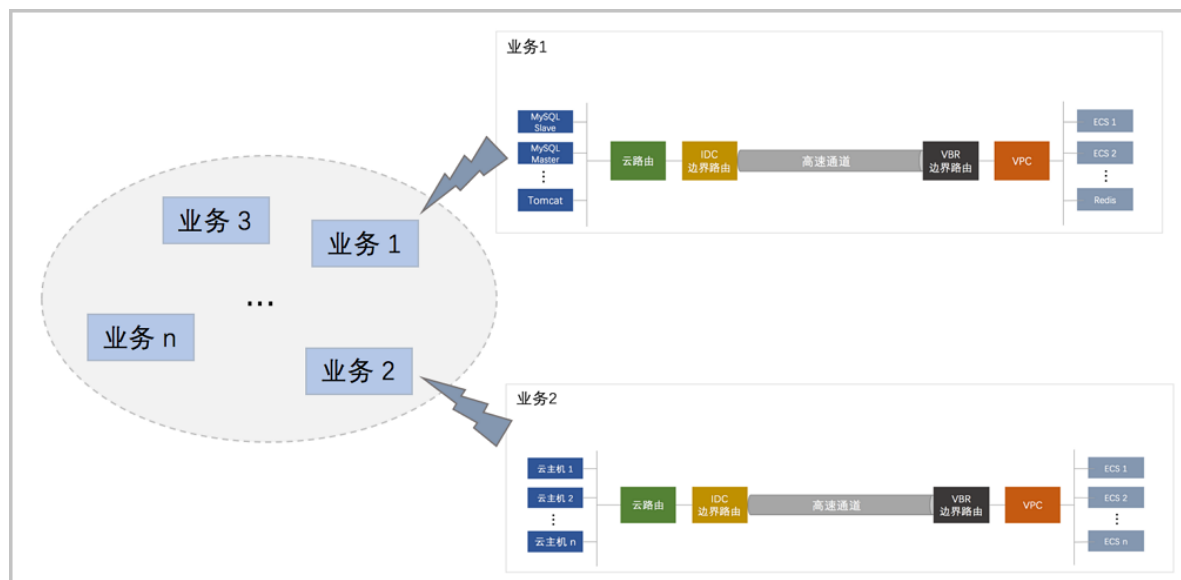 业务 3
业务 1
...
业务 n
业务 2
业务1
MySQL
Slave
MySQL
Master
Tomcat
云路由
IDC
边界路由
高速通道
VBR
边界路由
VPC
ECS 1
ECS 2
Redis
业务2
云主机 1
云主机 2
云主机 n
云路由
IDC
边界路由
高速通道
VBR
边界路由
VPC
ECS 1
ECS 2
ECS n